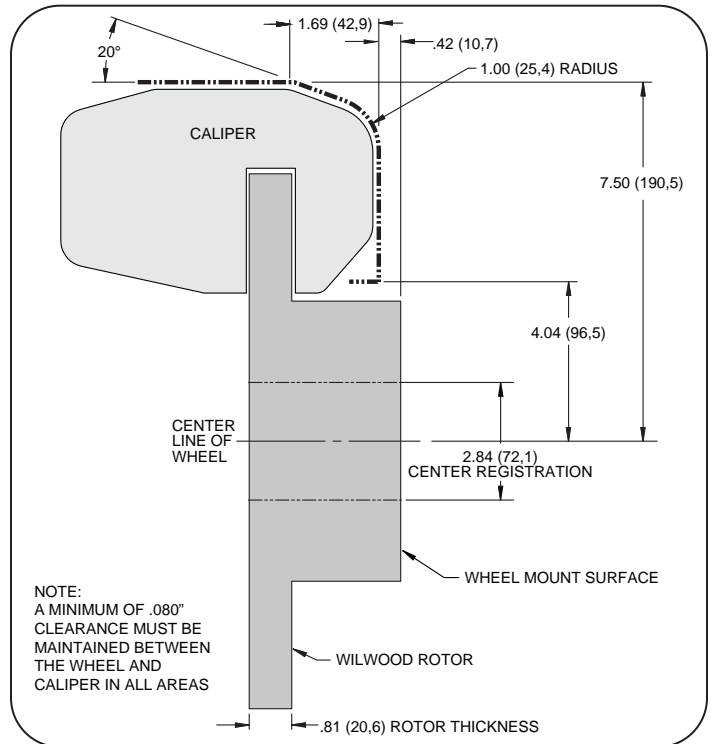 1.69 (42,9)
.42 (10,7)
20°
1.00 (25,4) RADIUS
CALIPER
7.50 (190,5)
4.04 (96,5)
CENTER
LINE OF
WHEEL
2.84 (72,1)
CENTER REGISTRATION
WHEEL MOUNT SURFACE
NOTE:
A MINIMUM OF .080"
CLEARANCE MUST BE
MAINTAINED BETWEEN
THE WHEEL AND
CALIPER IN ALL AREAS
WILWOOD ROTOR
.81 (20,6) ROTOR THICKNESS